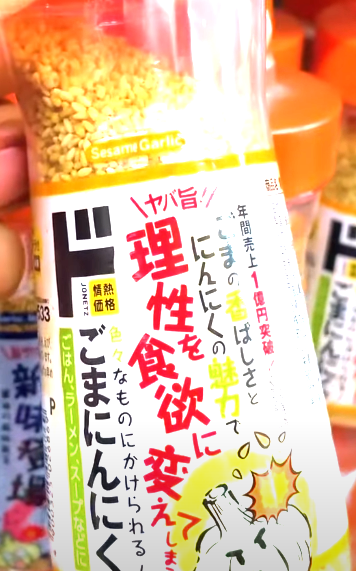 Sesame Garlic
ヤバ旨!!
年間売上1億円突破
ごまの香ばしさと
にんにくの魅力で
理性を
食欲に
変えしま
ド
JONETZ
情熱価格
色々なものにかけられる!
ごまにんにく
ごはん、ラーメン、スープなどに